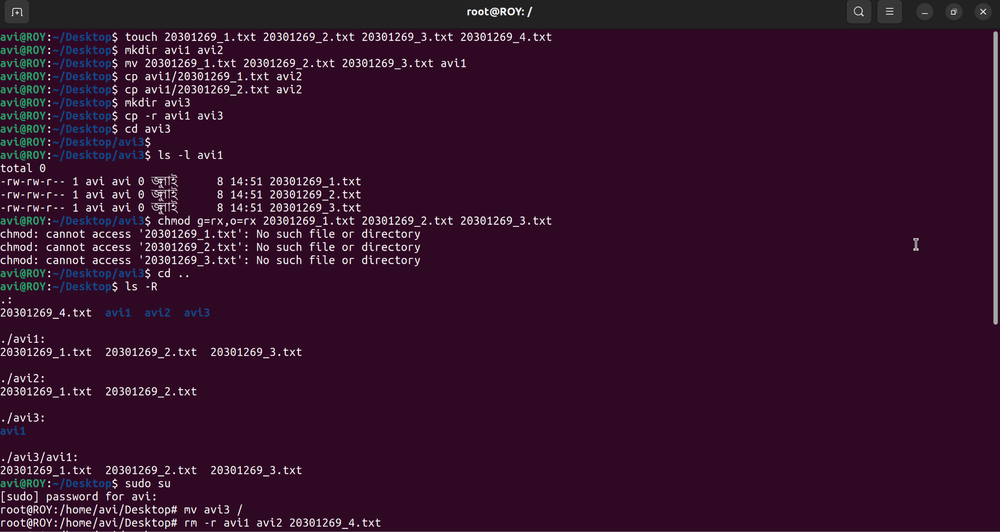 root@ROY: /
avi@ROY:~/Desktop$ touch 20301269_1.txt 20301269_2.txt 20301269_3.txt 20301269_4.txt
avi@ROY:~/Desktop$ mkdir avi1 avi2
avi@ROY:~/Desktop$ mv 20301269_1.txt 20301269_2.txt 20301269_3.txt avi1
avi@ROY:~/Desktop$ cp avi1/20301269_1.txt avi2
avi@ROY:~/Desktop$ cp avi1/20301269_2.txt avi2
avi@ROY:~/Desktop$ mkdir avi3
avi@ROY:~/Desktop$ cp -r avi1 avi3
avi@ROY:~/Desktop$ cd avi3
avi@ROY:~/Desktop/avi3$
avi@ROY:~/Desktop/avi3$ ls -l avi1
total 0
-rw-rw-r-- 1 avi avi 0 জুলাই 8 14:51 20301269_1.txt
-rw-rw-r-- 1 avi avi 0 জুলাই 8 14:51 20301269_2.txt
-rw-rw-r-- 1 avi avi 0 জুলাই 8 14:51 20301269_3.txt
avi@ROY:~/Desktop/avi3$ chmod g=rx,o=rx 20301269_1.txt 20301269_2.txt 20301269_3.txt
chmod: cannot access '20301269_1.txt': No such file or directory
chmod: cannot access '20301269_2.txt': No such file or directory
chmod: cannot access '20301269_3.txt': No such file or directory
avi@ROY:~/Desktop/avi3$ cd ..
avi@ROY:~/Desktop$ ls -R
.:
20301269_4.txt avi1 avi2 avi3
./avi1:
20301269_1.txt 20301269_2.txt 20301269_3.txt
./avi2:
20301269_1.txt 20301269_2.txt
./avi3:
avi1
./avi3/avi1:
20301269_1.txt 20301269_2.txt 20301269_3.txt
avi@ROY:~/Desktop$ sudo su
[sudo] password for avi:
root@ROY:/home/avi/Desktop# mv avi3 /
root@ROY:/home/avi/Desktop# rm -r avi1 avi2 20301269_4.txt